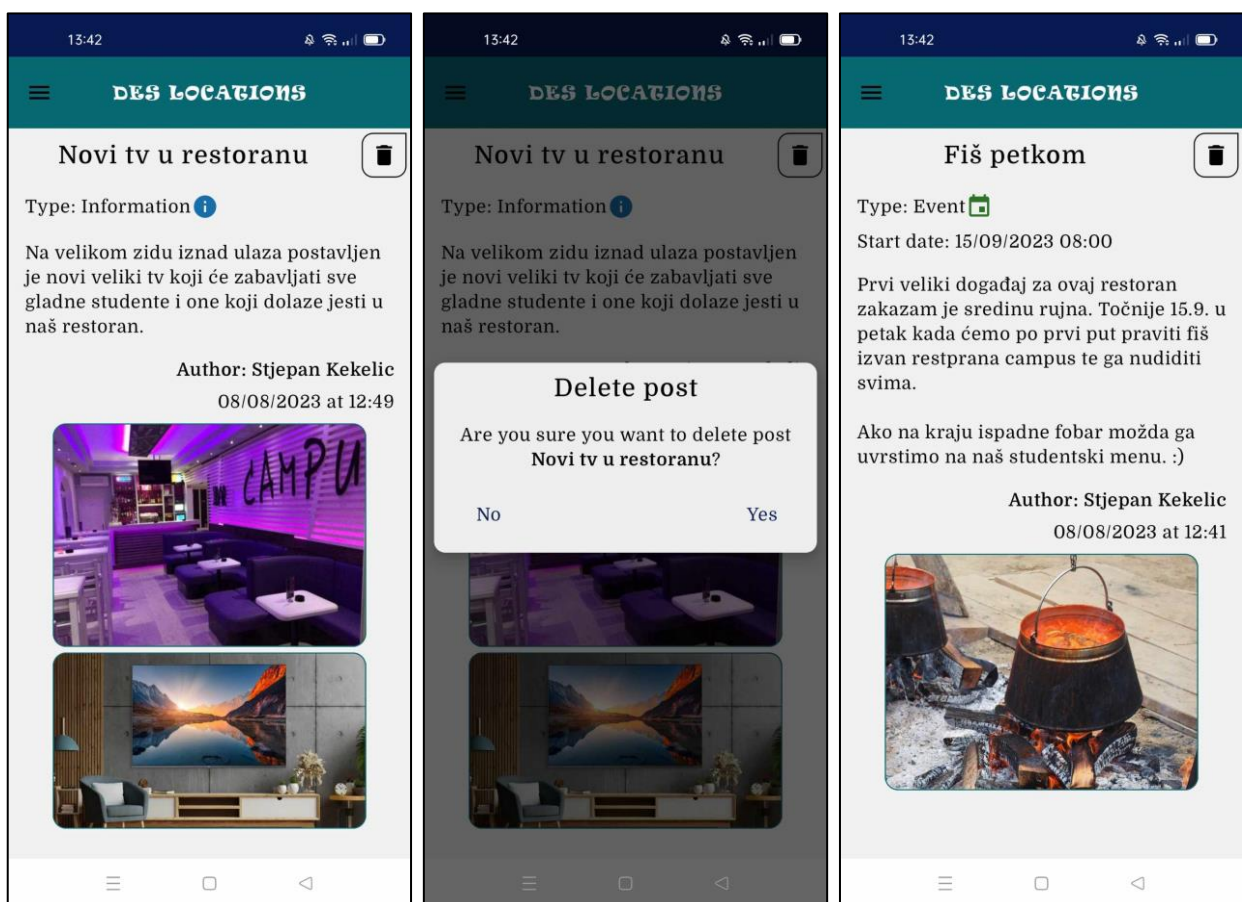 13:42
DES LOCATIONS
Novi tv u restoranu
Type: Information
Na velikom zidu iznad ulaza postavljen
je novi veliki tv koji će zabavljati sve
gladne studente i one koji dolaze jesti u
naš restoran.
Author: Stjepan Kekelic
08/08/2023 at 12:49
CAMPU
13:42
DES LOCATIONS
Novi tv u restoranu
Type: Information
Na velikom zidu iznad ulaza postavljen
je novi veliki tv koji će zabavljati sve
gladne studente i one koji dolaze jesti u
naš restoran.
Delete post
Are you sure you want to delete post
Novi tv u restoranu?
No Yes
13:42
DES LOCATIONS
Fiš petkom
Type: Event
Start date: 15/09/2023 08:00
Prvi veliki događaj za ovaj restoran
zakazam je sredinu rujna. Točnije 15.9. u
petak kada ćemo po prvi put praviti fiš
izvan restprana campus te ga nuditi
svima.
Ako na kraju ispadne fobar možda ga
uvrstimo na naš studentski menu. :)
Author: Stjepan Kekelic
08/08/2023 at 12:41